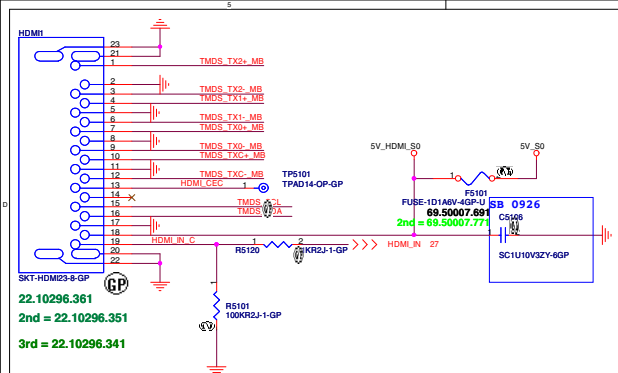 5
HDMI1
23
21
1
TMDS_TX2+_MB
2
3
TMDS_TX2-_MB
4
TMDS_TX1+_MB
5
6
TMDS_TX1-_MB
7
TMDS_TX0+_MB
8
9
TMDS_TX0-_MB
10
TMDS_TXC+_MB
11
12
TMDS_TXC-_MB
13
HDMI_CEC
1
TP5101
TPAD14-OP-GP
14
15
16
17
18
19
HDMI_IN_C
20
22
SKT-HDMI23-8-GP
GP
22.10296.361
2nd = 22.10296.351
3rd = 22.10296.341
1
R5120
2
1KR2J-1-GP
HDMI_IN 27
1
R5101
100KR2J-1-GP
5V_HDMI_S0
5V_S0
1
F5101
FUSE-1D1A6V-4GP-U
69.50007.691
2nd = 69.50007.771
SB 0926
C5106
1
SC1U10V3ZY-6GP
D